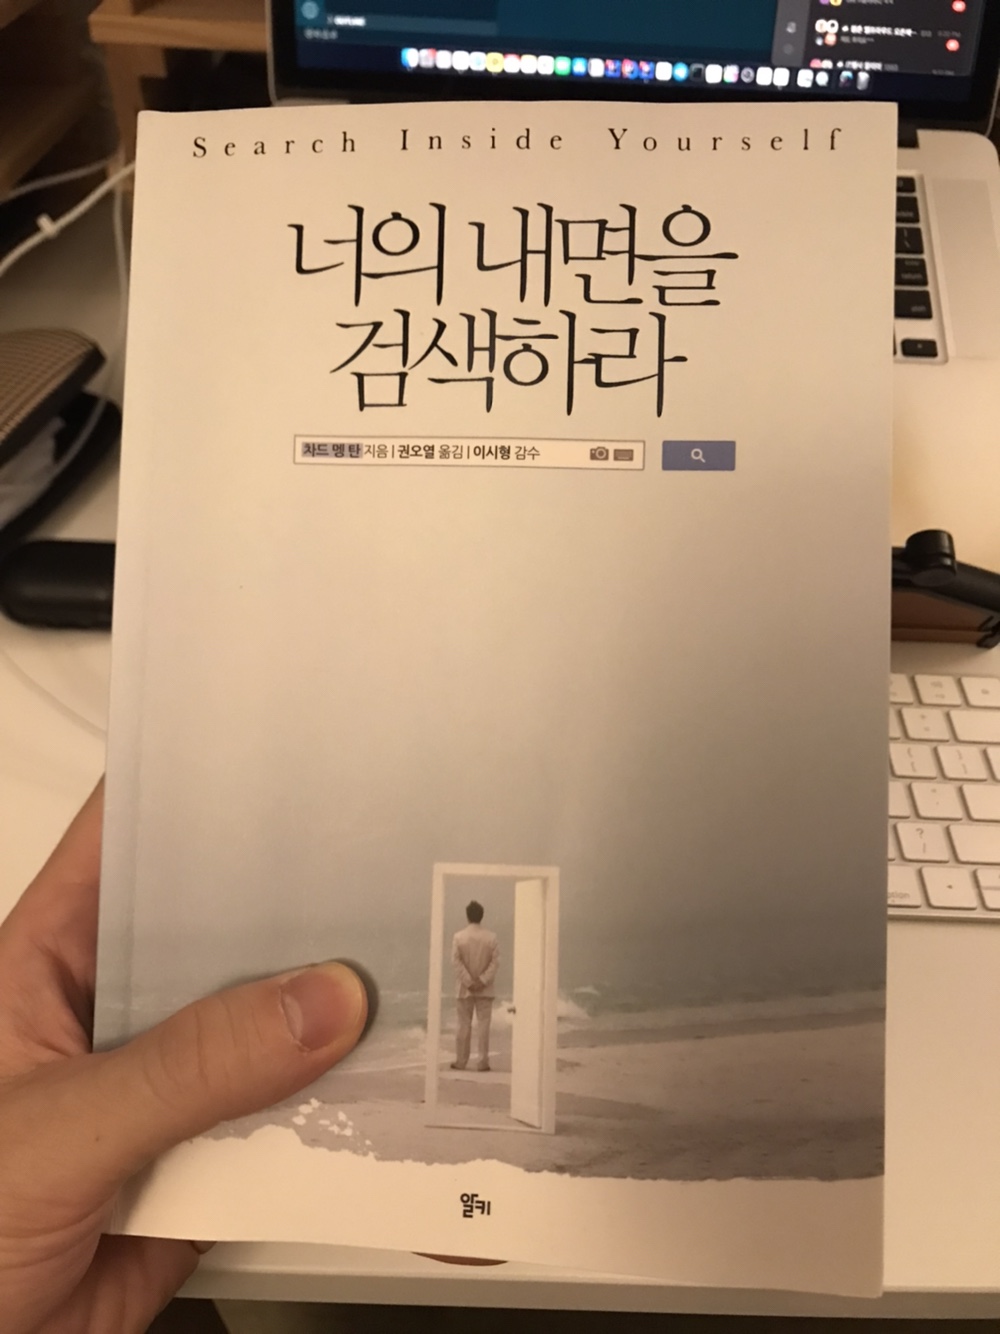 Search Inside Yourself
너의 내면을
검색하라
차드 멩 탄 지음 | 권오열 옮김 | 이시형 감수
알키